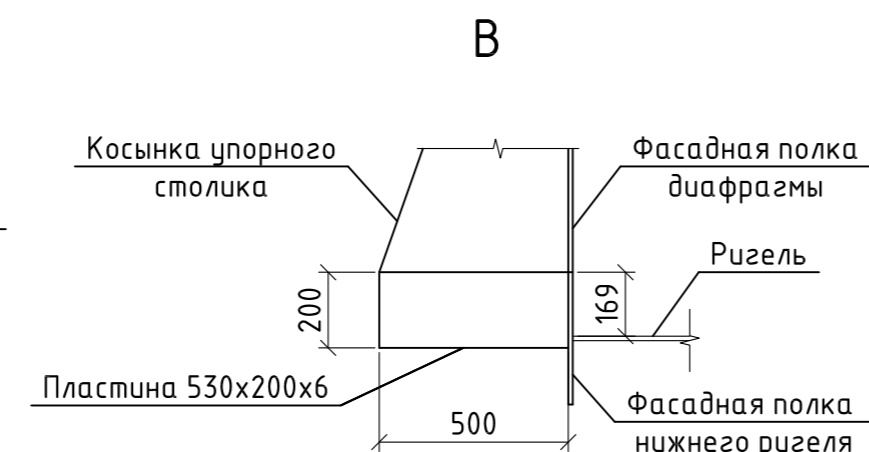 В
Косынка упорного
столика
Фасадная полка
диафрагмы
Ригель
200
169
Пластина 530х200х6
500
Фасадная полка
нижнего ригеля